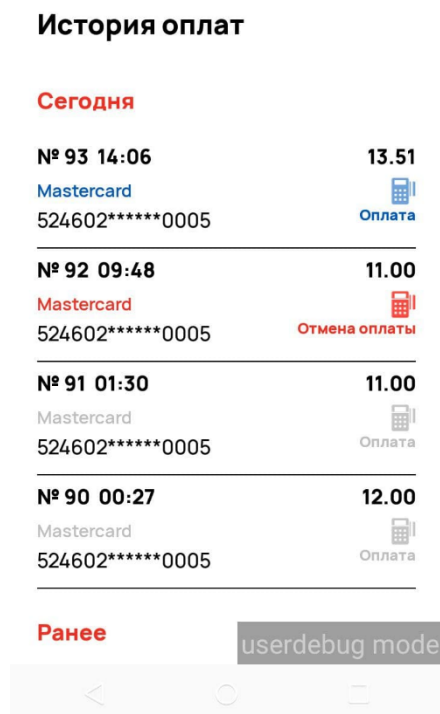 История оплат
Сегодня
№ 93 14:06 13.51
Mastercard
524602******0005 Оплата
№ 92 09:48 11.00
Mastercard
524602******0005 Отмена оплаты
№ 91 01:30 11.00
Mastercard
524602******0005 Оплата
№ 90 00:27 12.00
Mastercard
524602******0005 Оплата
Ранее
userdebug mode